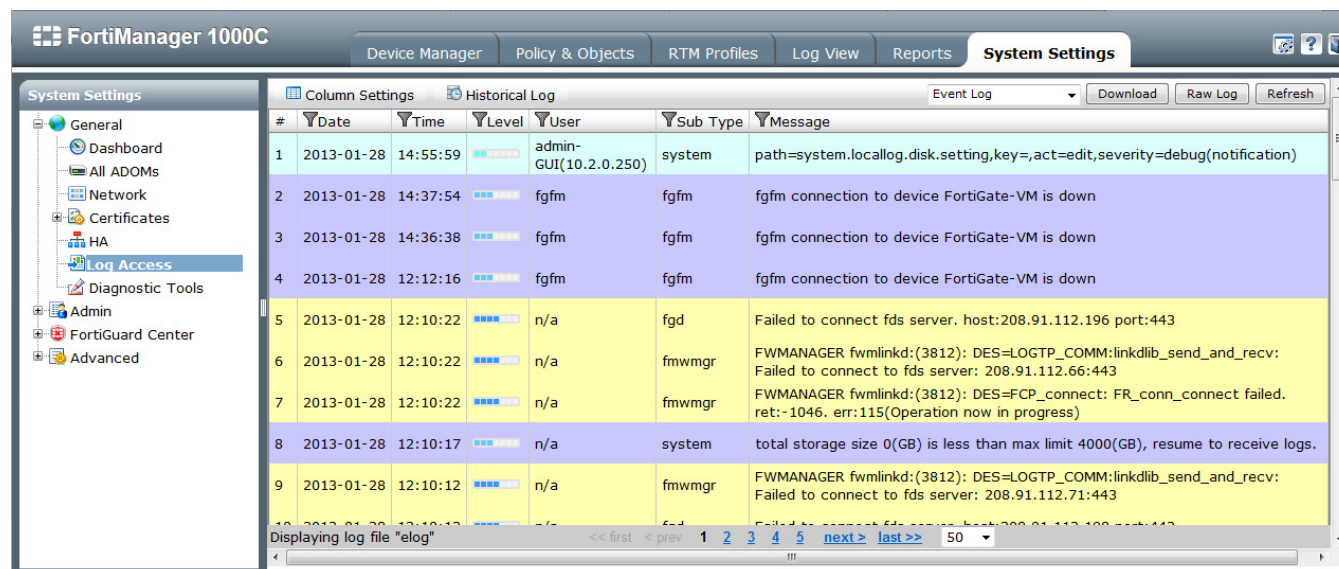 FortiManager 1000C
Device Manager
Policy & Objects
RTM Profiles
Log View
Reports
System Settings
?
System Settings
General
Dashboard
All ADOMs
Network
Certificates
HA
Log Access
Diagnostic Tools
Admin
FortiGuard Center
Advanced
Column Settings
Historical Log
Event Log
Download
Raw Log
Refresh
# Date Time Level User Sub Type Message
1 2013-01-28 14:55:59 admin-GUI(10.2.0.250) system path=system.locallog.disk.setting,key=,act=edit,severity=debug(notification)
2 2013-01-28 14:37:54 fgfm fgfm fgfm connection to device FortiGate-VM is down
3 2013-01-28 14:36:38 fgfm fgfm fgfm connection to device FortiGate-VM is down
4 2013-01-28 12:12:16 fgfm fgfm fgfm connection to device FortiGate-VM is down
5 2013-01-28 12:10:22 n/a fgd Failed to connect fds server. host:208.91.112.196 port:443
6 2013-01-28 12:10:22 n/a fmwmgr FWMANAGER fwmlinkd:(3812): DES=LOGTP_COMM:linkdlib_send_and_recv:
Failed to connect to fds server: 208.91.112.66:443
7 2013-01-28 12:10:22 n/a fmwmgr FWMANAGER fwmlinkd:(3812): DES=FCP_connect: FR_conn_connect failed.
ret:-1046. err:115(Operation now in progress)
8 2013-01-28 12:10:17 n/a system total storage size 0(GB) is less than max limit 4000(GB), resume to receive logs.
9 2013-01-28 12:10:12 n/a fmwmgr FWMANAGER fwmlinkd:(3812): DES=LOGTP_COMM:linkdlib_send_and_recv:
Failed to connect to fds server: 208.91.112.71:443
Displaying log file "elog"
<< first < prev 1 2 3 4 5 next > last >> 50